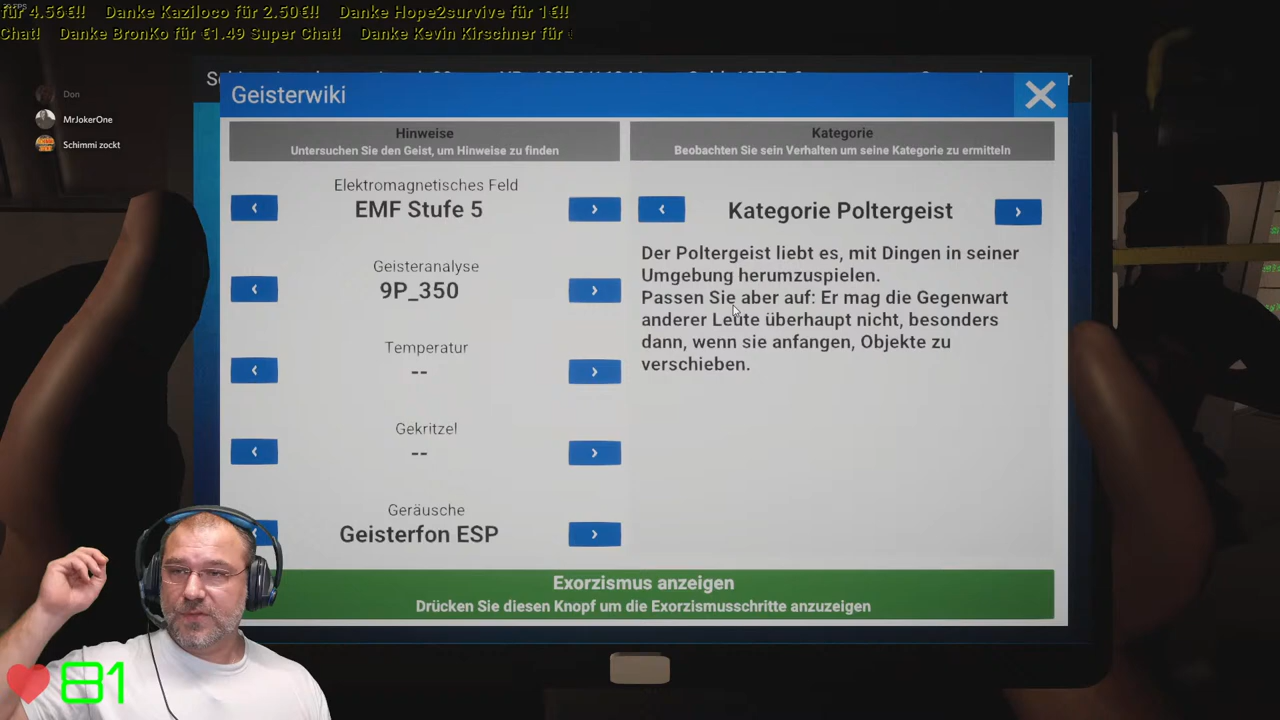 für 4.56€!! Danke Kaziloco für 2.50€!! Danke Hope2survive für 1€!!
Chat! Danke BronKo für €1.49 Super Chat! Danke Kevin Kirschner für
Don
MrJokerOne
Schimmi zockt
Geisterwiki
Hinweise
Untersuchen Sie den Geist, um Hinweise zu finden
Elektromagnetisches Feld
EMF Stufe 5
Geisteranalyse
9P_350
Temperatur
--
Gekritzel
--
Geräusche
Geisterfon ESP
Kategorie
Beobachten Sie sein Verhalten um seine Kategorie zu ermitteln
Kategorie Poltergeist
Der Poltergeist liebt es, mit Dingen in seiner
Umgebung herumzuspielen.
Passen Sie aber auf: Er mag die Gegenwart
anderer Leute überhaupt nicht, besonders
dann, wenn sie anfangen, Objekte zu
verschieben.
Exorzismus anzeigen
Drücken Sie diesen Knopf um die Exorzismusschritte anzuzeigen
81